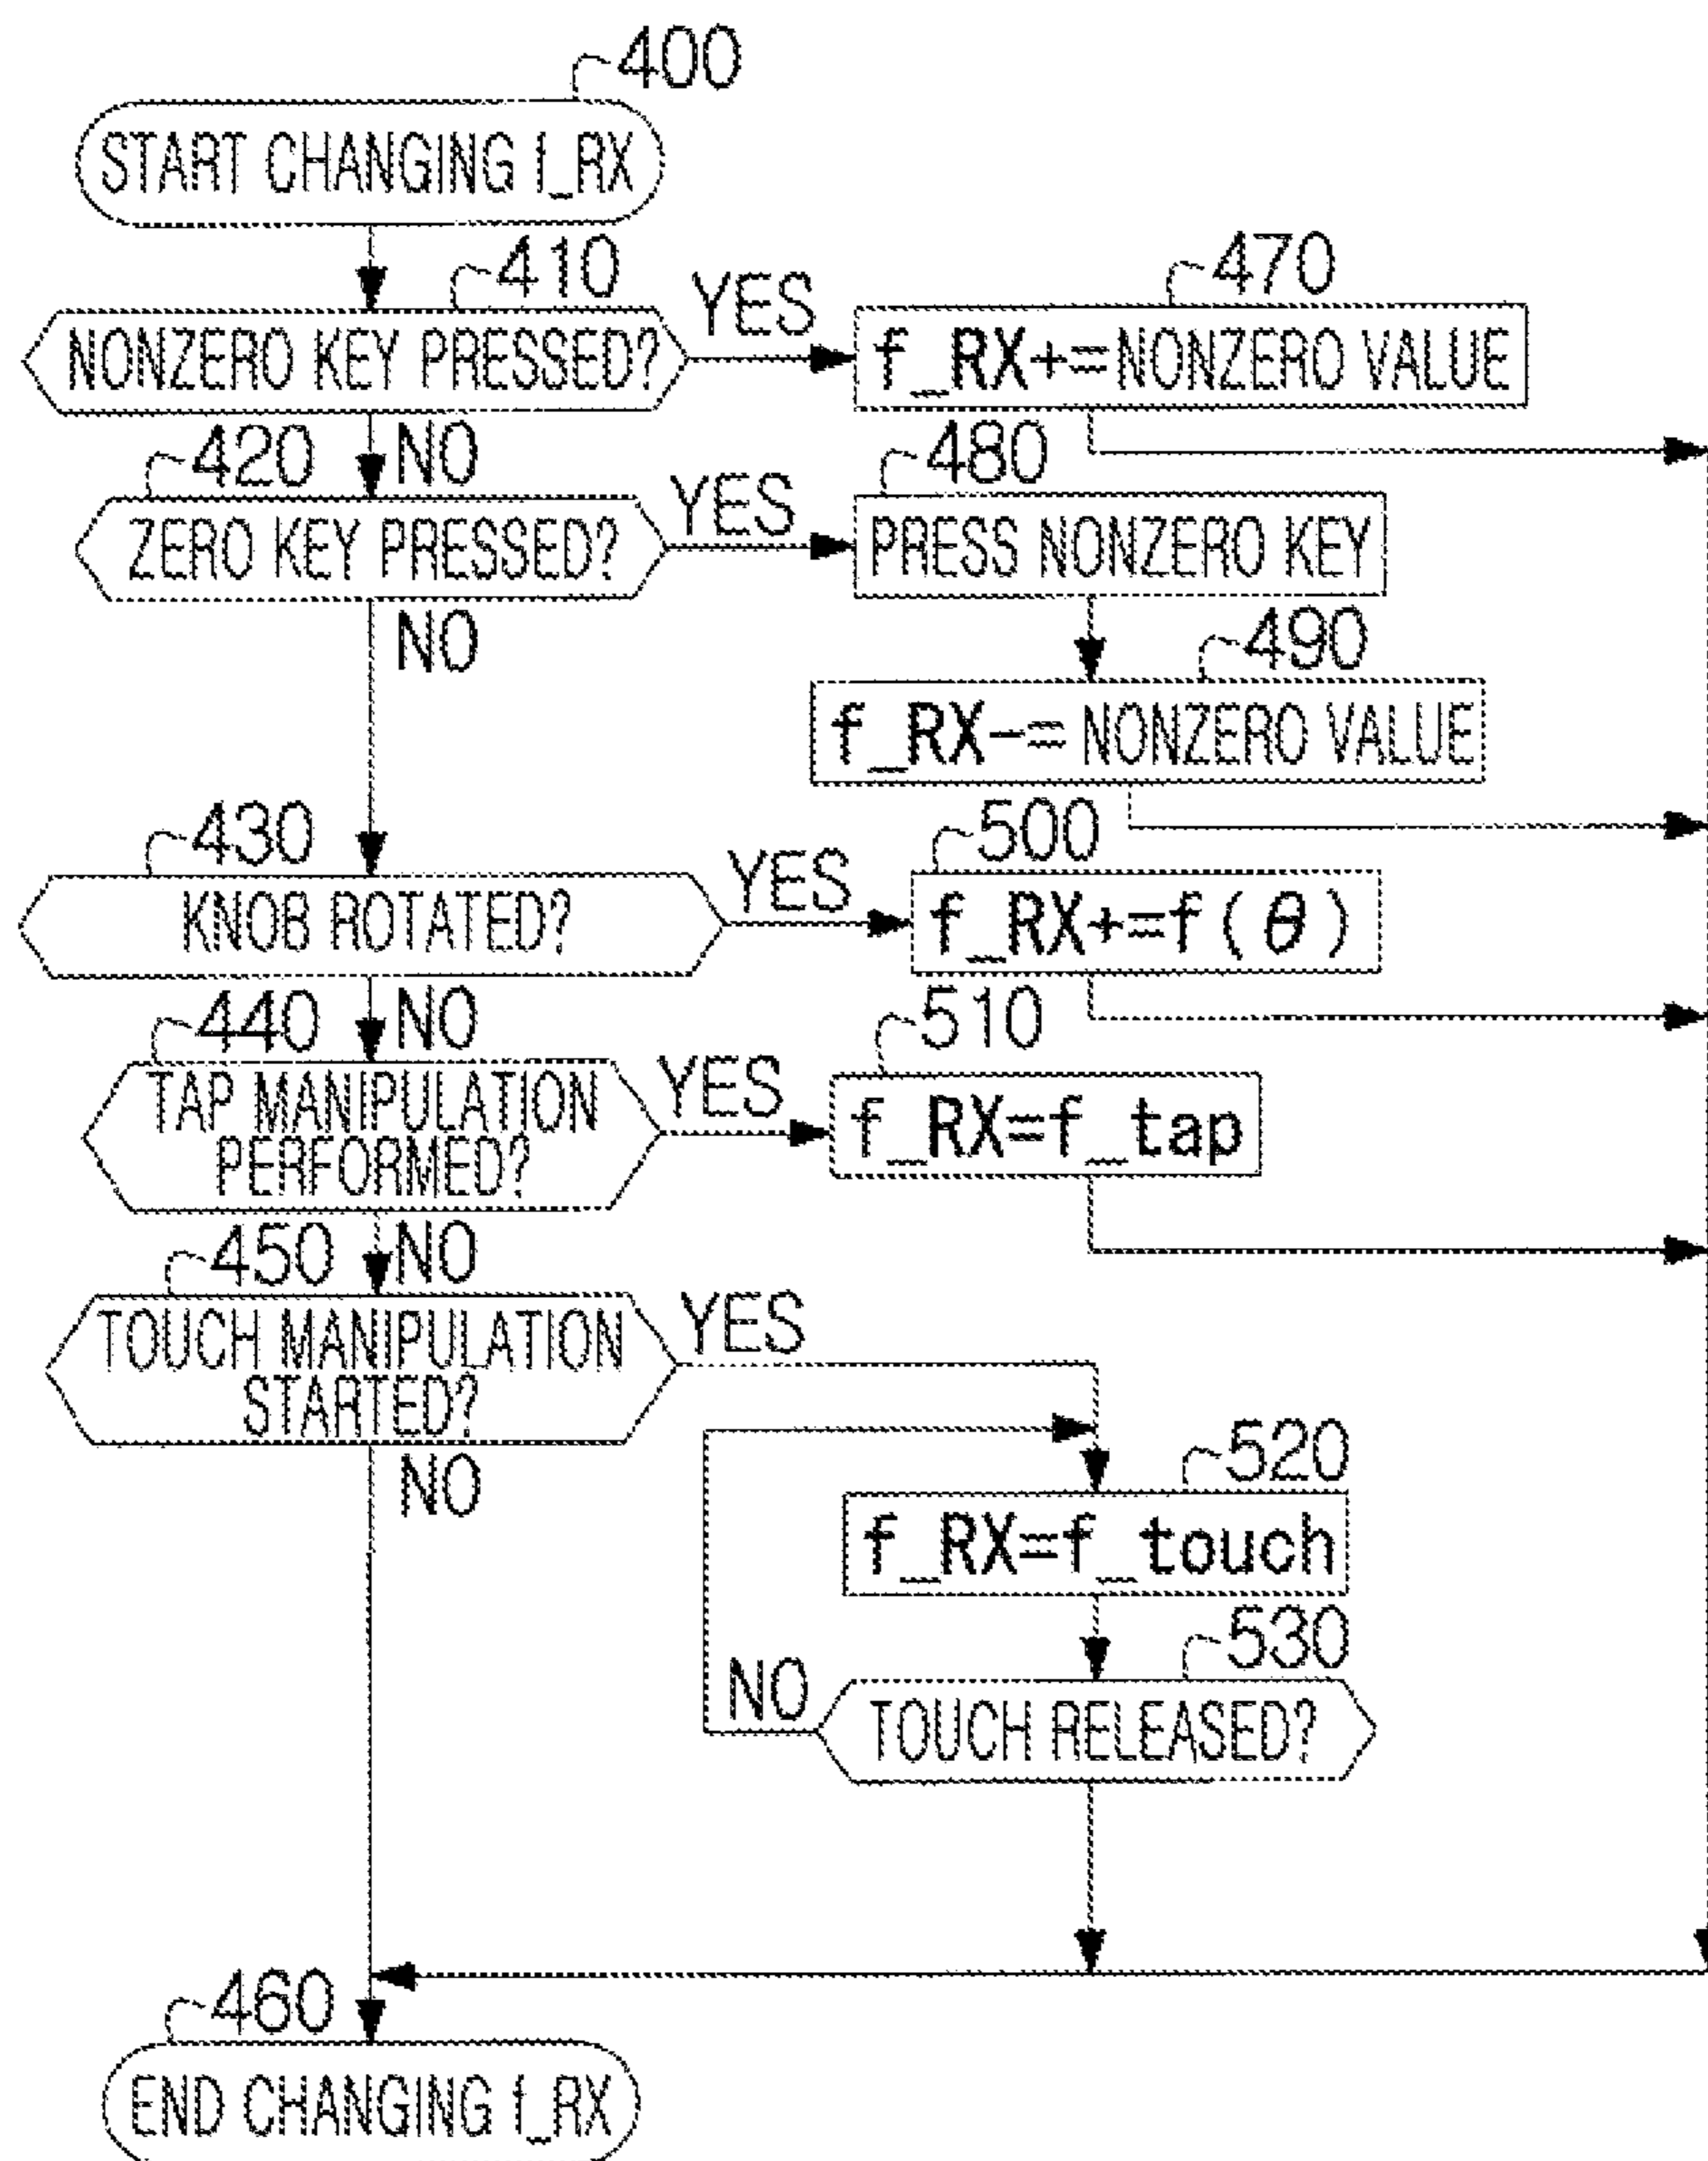 400
START CHANGING f_RX
410
NONZERO KEY PRESSED?
YES
470
f_RX+=NONZERO VALUE
NO
420
ZERO KEY PRESSED?
YES
480
PRESS NONZERO KEY
NO
490
f_RX-= NONZERO VALUE
430
KNOB ROTATED?
YES
500
f_RX+=f(θ)
NO
440
TAP MANIPULATION
PERFORMED?
YES
510
f_RX=f_tap
NO
450
TOUCH MANIPULATION
STARTED?
YES
NO
520
f_RX=f_touch
530
TOUCH RELEASED?
NO
460
END CHANGING f_RX